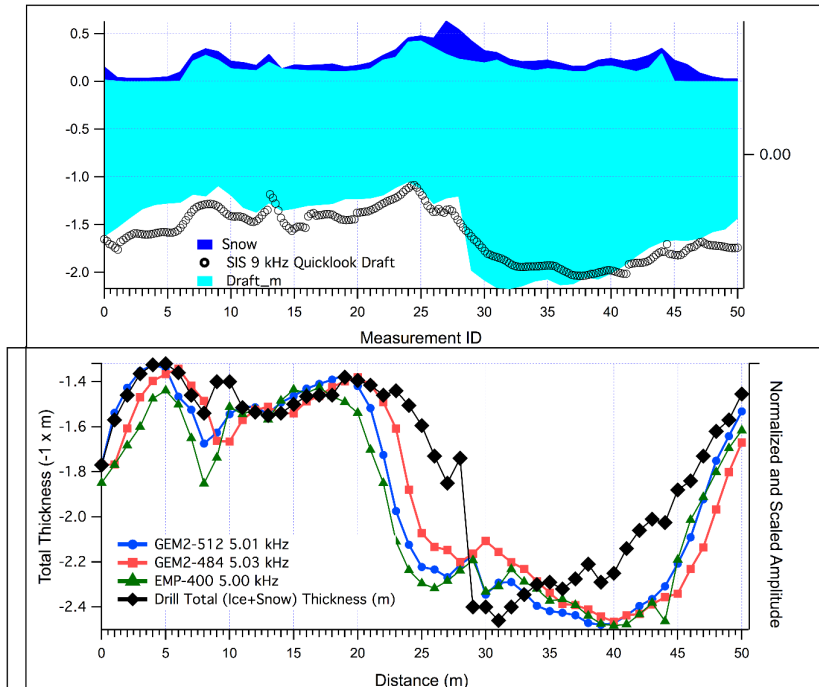 0.5
0.0
-0.5
-1.0
-1.5
-2.0
0.00
Snow
SIS 9 kHz Quicklook Draft
Draft_m
0 5 10 15 20 25 30 35 40 45 50
Measurement ID
-1.4
-1.6
-1.8
-2.0
-2.2
-2.4
Total Thickness (-1 x m)
Normalized and Scaled Amplitude
GEM2-512 5.01 kHz
GEM2-484 5.03 kHz
EMP-400 5.00 kHz
Drill Total (Ice+Snow) Thickness (m)
0 5 10 15 20 25 30 35 40 45 50
Distance (m)